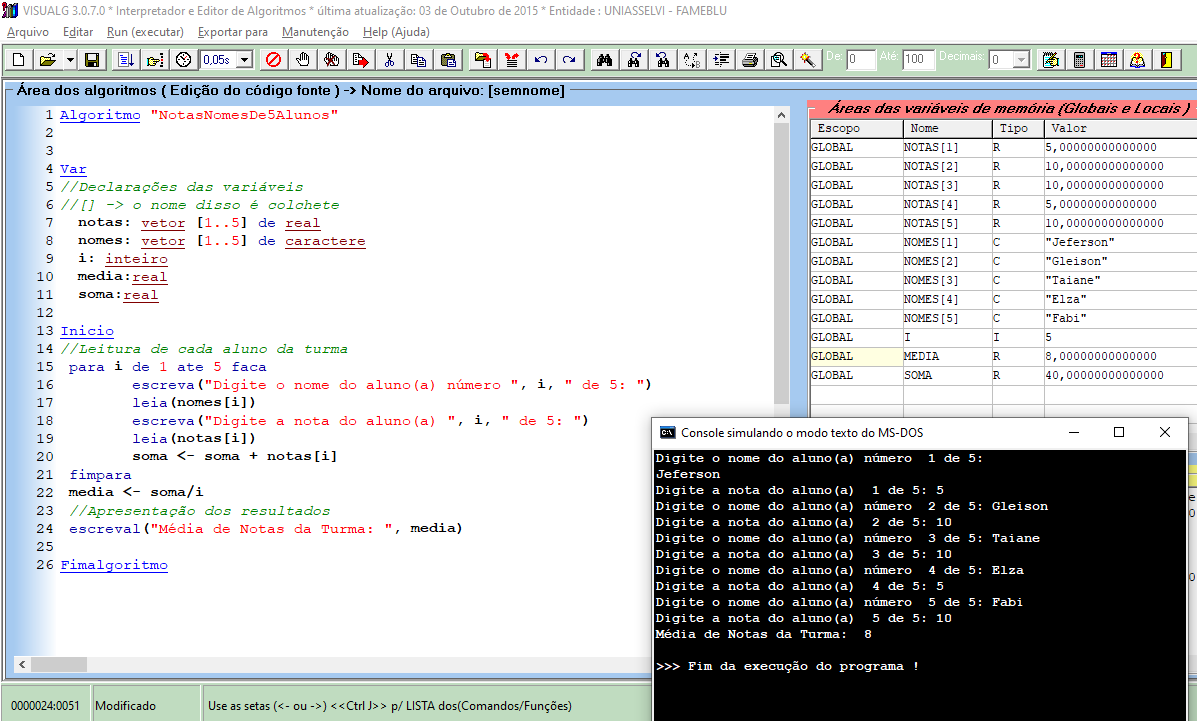 VISUALG 3.0.7.0 * Interpretador e Editor de Algoritmos * última atualização: 03 de Outubro de 2015 * Entidade : UNIASSELVI - FAMEBLU
Arquivo Editar Run (executar) Exportar para Manutenção Help (Ajuda)
0,05s De: 0 Até: 100 Decimais: 0
Área dos algoritmos ( Edição do código fonte ) -> Nome do arquivo: [semnome]
1 Algoritmo "NotasNomesDe5Alunos"
2
3
4 Var
5 //Declarações das variáveis
6 //[] -> o nome disso é colchete
7 notas: vetor [1..5] de real
8 nomes: vetor [1..5] de caractere
9 i: inteiro
10 media:real
11 soma:real
12
13 Inicio
14 //Leitura de cada aluno da turma
15 para i de 1 ate 5 faca
16 escreva("Digite o nome do aluno(a) número ", i, " de 5: ")
17 leia(nomes[i])
18 escreva("Digite a nota do aluno(a) ", i, " de 5: ")
19 leia(notas[i])
20 soma <- soma + notas[i]
21 fimpara
22 media <- soma/i
23 //Apresentação dos resultados
24 escreval("Média de Notas da Turma: ", media)
25
26 Fimalgoritmo
Áreas das variáveis de memória (Globais e Locais )
Escopo Nome Tipo Valor
GLOBAL NOTAS[1] R 5,00000000000000
GLOBAL NOTAS[2] R 10,00000000000000
GLOBAL NOTAS[3] R 10,00000000000000
GLOBAL NOTAS[4] R 5,00000000000000
GLOBAL NOTAS[5] R 10,00000000000000
GLOBAL NOMES[1] C "Jeferson"
GLOBAL NOMES[2] C "Gleison"
GLOBAL NOMES[3] C "Taiane"
GLOBAL NOMES[4] C "Elza"
GLOBAL NOMES[5] C "Fabi"
GLOBAL I I 5
GLOBAL MEDIA R 8,00000000000000
GLOBAL SOMA R 40,00000000000000
Console simulando o modo texto do MS-DOS
Digite o nome do aluno(a) número  1 de 5:
Jeferson
Digite a nota do aluno(a)  1 de 5: 5
Digite o nome do aluno(a) número  2 de 5: Gleison
Digite a nota do aluno(a)  2 de 5: 10
Digite o nome do aluno(a) número  3 de 5: Taiane
Digite a nota do aluno(a)  3 de 5: 10
Digite o nome do aluno(a) número  4 de 5: Elza
Digite a nota do aluno(a)  4 de 5: 5
Digite o nome do aluno(a) número  5 de 5: Fabi
Digite a nota do aluno(a)  5 de 5: 10
Média de Notas da Turma:  8
>>> Fim da execução do programa !
0000024:0051 Modificado Use as setas (<- ou ->) <<Ctrl J>> p/ LISTA dos(Comandos/Funções)